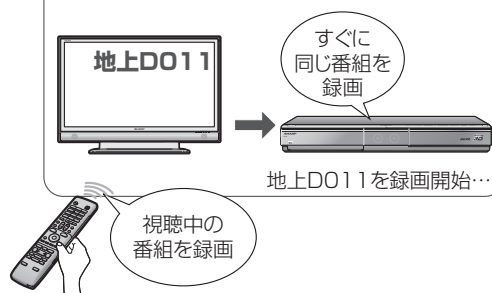 地上D011
すぐに
同じ番組を
録画
地上D011を録画開始…
視聴中の
番組を録画